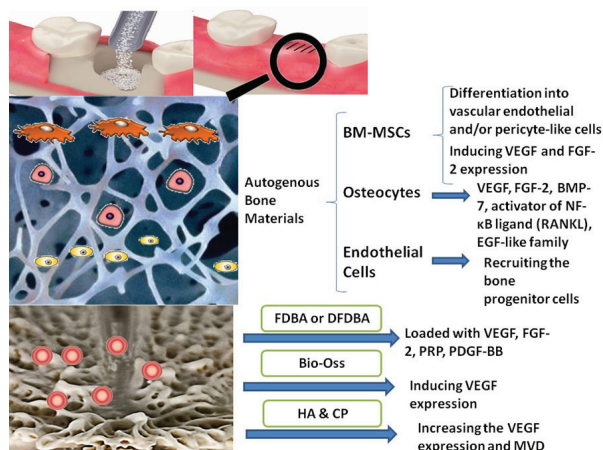 Autogenous
Bone
Materials
BM-MSCs
Differentiation into
vascular endothelial
and/or pericyte-like cells
Inducing VEGF and FGF-
2 expression
Osteocytes
VEGF, FGF-2, BMP-
7, activator of NF-
κB ligand (RANKL),
EGF-like family
Endothelial
Cells
Recruiting the
bone
progenitor cells
FDBA or DFDBA
Loaded with VEGF, FGF-
2, PRP, PDGF-BB
Bio-Oss
Inducing VEGF
expression
HA & CP
Increasing the VEGF
expression and MVD